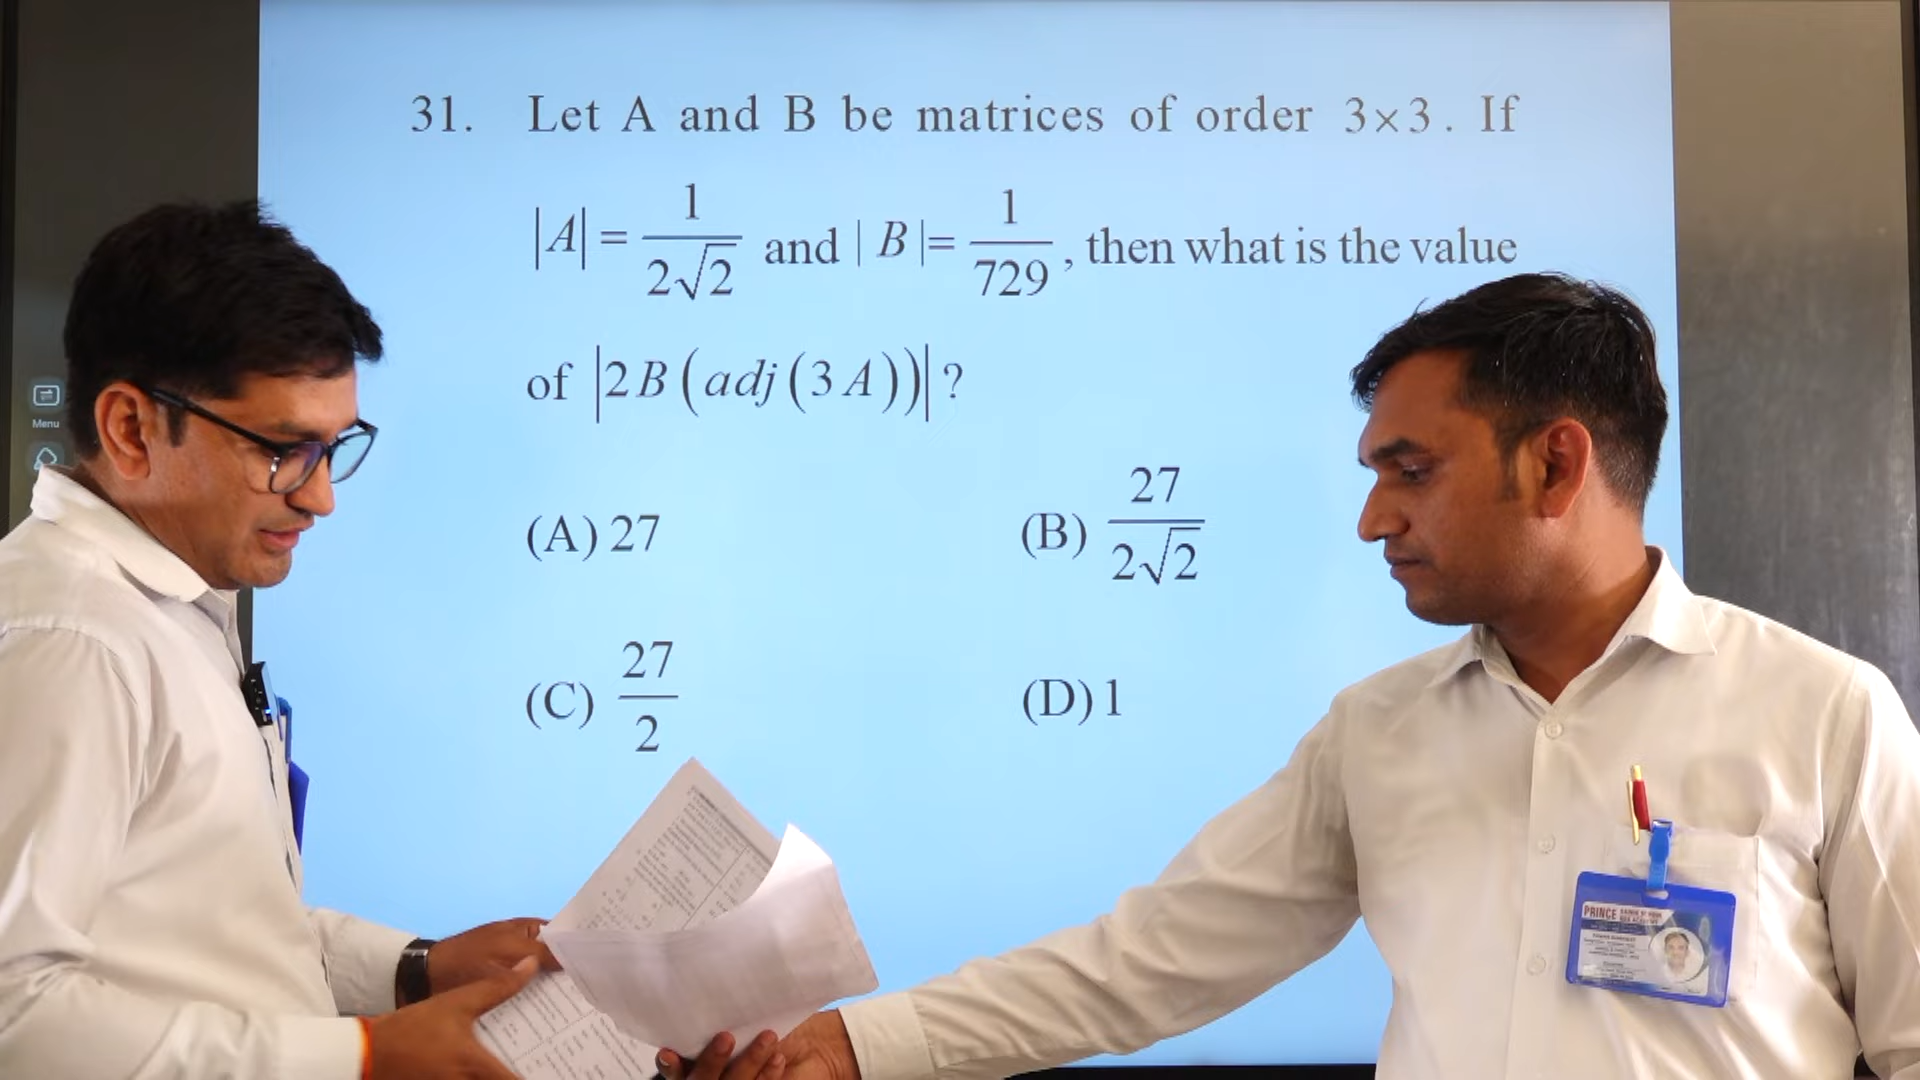 31. Let A and B be matrices of order 3×3. If
|A| = 1/(2√2) and |B| = 1/729, then what is the value
of |2B(adj(3A))|?
(A) 27
(B) 27/(2√2)
(C) 27/2
(D) 1
Menu
PRINCE